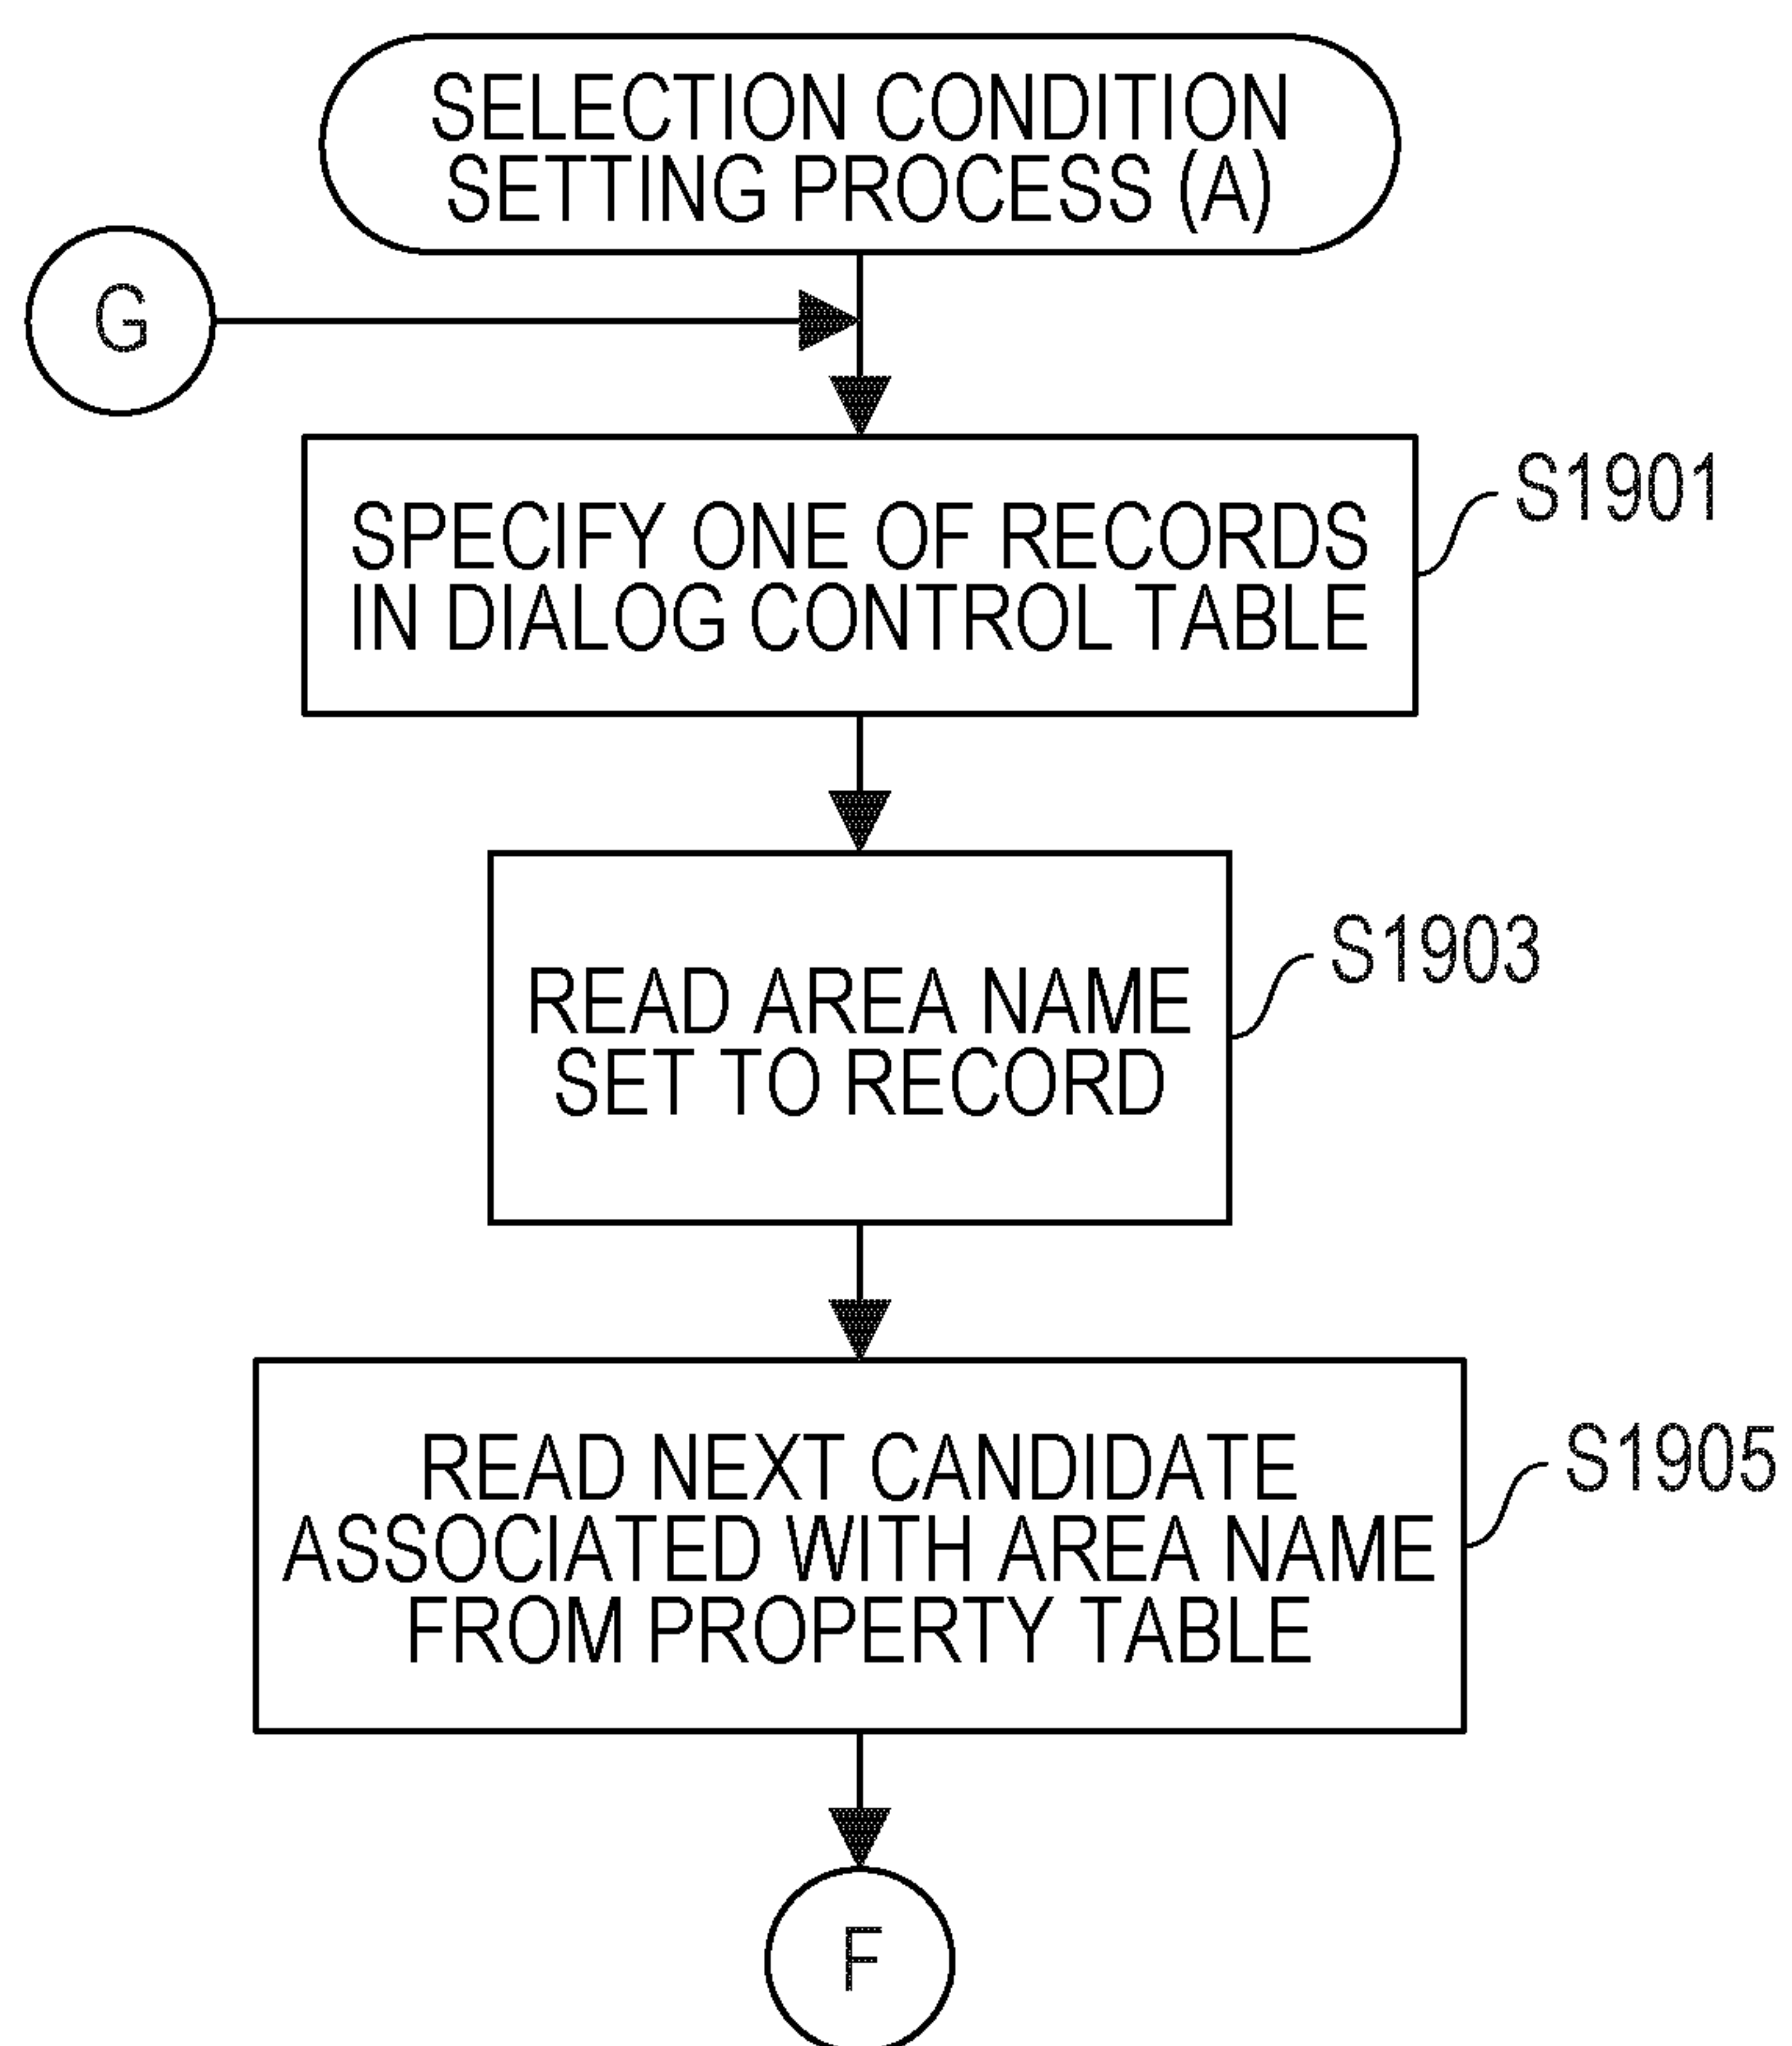 SELECTION CONDITION
SETTING PROCESS (A)
G
SPECIFY ONE OF RECORDS
IN DIALOG CONTROL TABLE
S1901
READ AREA NAME
SET TO RECORD
S1903
READ NEXT CANDIDATE
ASSOCIATED WITH AREA NAME
FROM PROPERTY TABLE
S1905
F